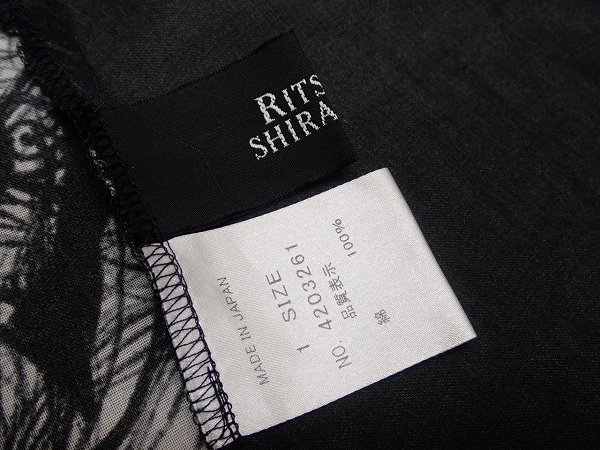 RITS
SHIRA
MADE IN JAPAN
1 SIZE
NO. 4203261
品質表示
綿 100%